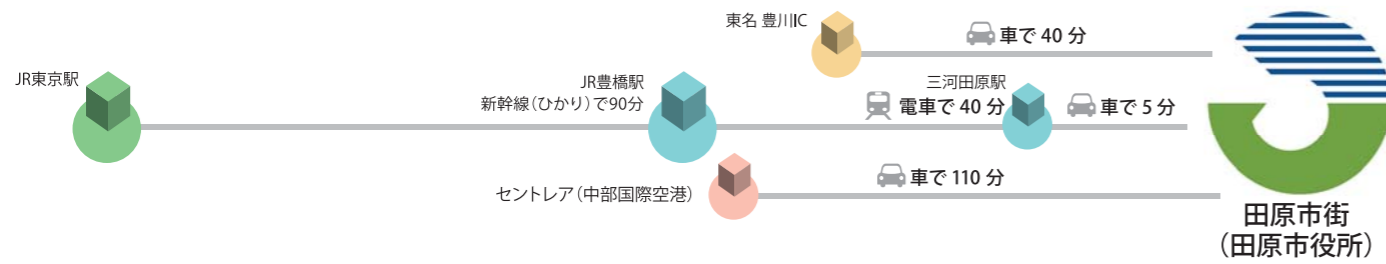 東名 豊川IC
車で 40 分
JR東京駅
JR豊橋駅
新幹線（ひかり）で90分
電車で 40 分
三河田原駅
車で 5 分
セントレア（中部国際空港）
車で 110 分
田原市街
（田原市役所）